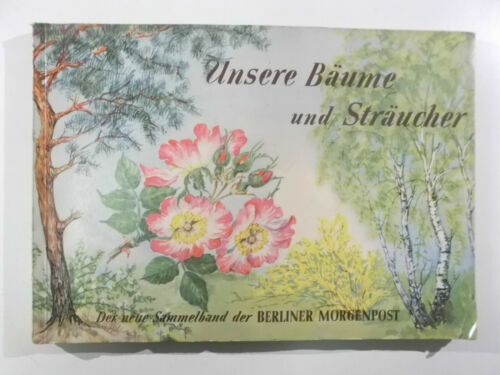 Unsere Bäume
und Sträucher
Der neue Sammelband der BERLINER MORGENPOST